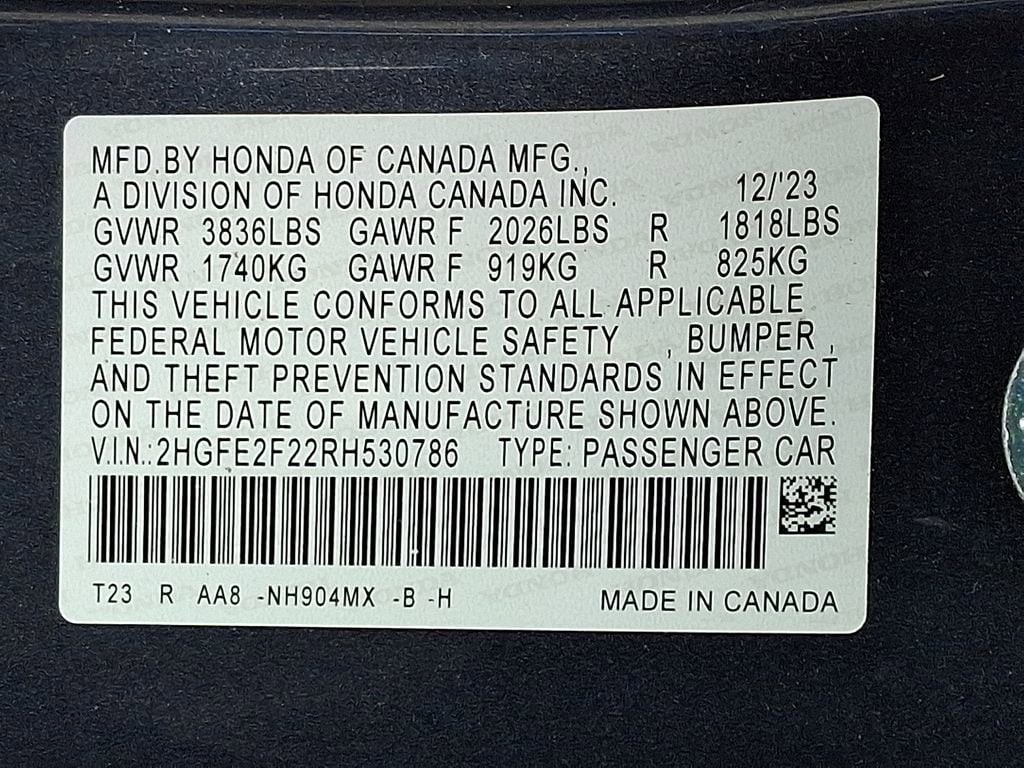 MFD.BY HONDA OF CANADA MFG.,
A DIVISION OF HONDA CANADA INC. 12/'23
GVWR 3836LBS GAWR F 2026LBS R 1818LBS
GVWR 1740KG GAWR F 919KG R 825KG
THIS VEHICLE CONFORMS TO ALL APPLICABLE
FEDERAL MOTOR VEHICLE SAFETY , BUMPER ,
AND THEFT PREVENTION STANDARDS IN EFFECT
ON THE DATE OF MANUFACTURE SHOWN ABOVE.
V.I.N.:2HGFE2F22RH530786 TYPE: PASSENGER CAR
T23 R AA8 -NH904MX -B -H MADE IN CANADA